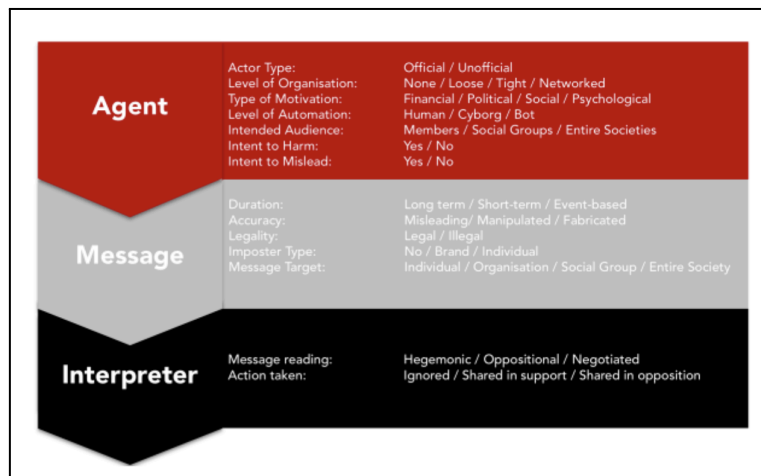 Agent
Actor Type: Official / Unofficial
Level of Organisation: None / Loose / Tight / Networked
Type of Motivation: Financial / Political / Social / Psychological
Level of Automation: Human / Cyborg / Bot
Intended Audience: Members / Social Groups / Entire Societies
Intent to Harm: Yes / No
Intent to Mislead: Yes / No
Message
Duration: Long term / Short-term / Event-based
Accuracy: Misleading/ Manipulated / Fabricated
Legality: Legal / Illegal
Imposter Type: No / Brand / Individual
Message Target: Individual / Organisation / Social Group / Entire Society
Interpreter
Message reading: Hegemonic / Oppositional / Negotiated
Action taken: Ignored / Shared in support / Shared in opposition